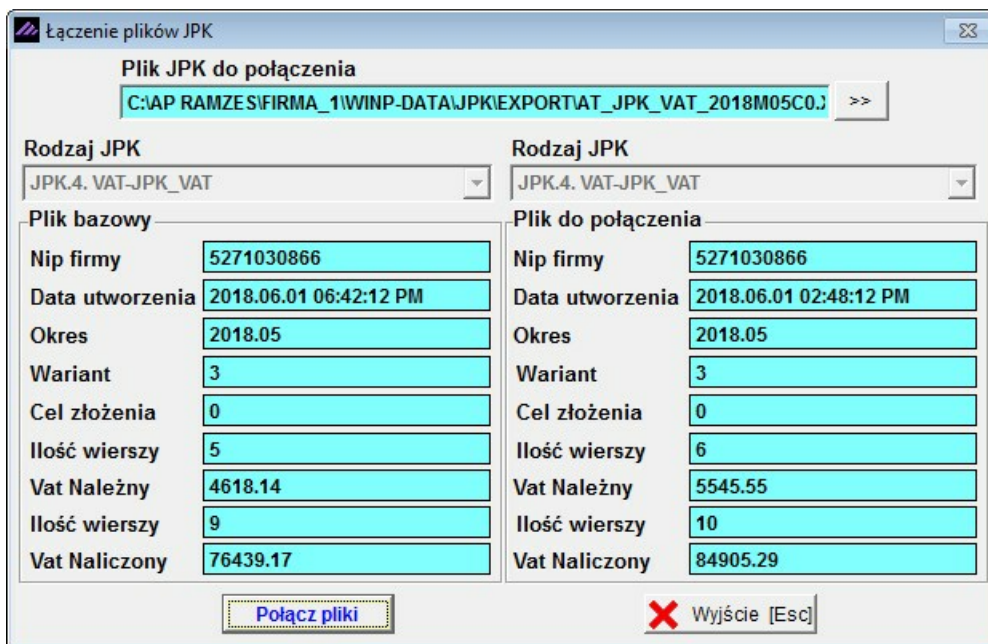 Łączenie plików JPK
Plik JPK do połączenia
C:\AP RAMZES\FIRMA_1\WINP-DATA\JPK\EXPORT\AT_JPK_VAT_2018M05C0.X
>>
Rodzaj JPK
JPK.4. VAT-JPK_VAT
Plik bazowy
Nip firmy 5271030866
Data utworzenia 2018.06.01 06:42:12 PM
Okres 2018.05
Wariant 3
Cel złożenia 0
Ilość wierszy 5
Vat Należny 4618.14
Ilość wierszy 9
Vat Naliczony 76439.17
Rodzaj JPK
JPK.4. VAT-JPK_VAT
Plik do połączenia
Nip firmy 5271030866
Data utworzenia 2018.06.01 02:48:12 PM
Okres 2018.05
Wariant 3
Cel złożenia 0
Ilość wierszy 6
Vat Należny 5545.55
Ilość wierszy 10
Vat Naliczony 84905.29
Połącz pliki
Wyjście [Esc]